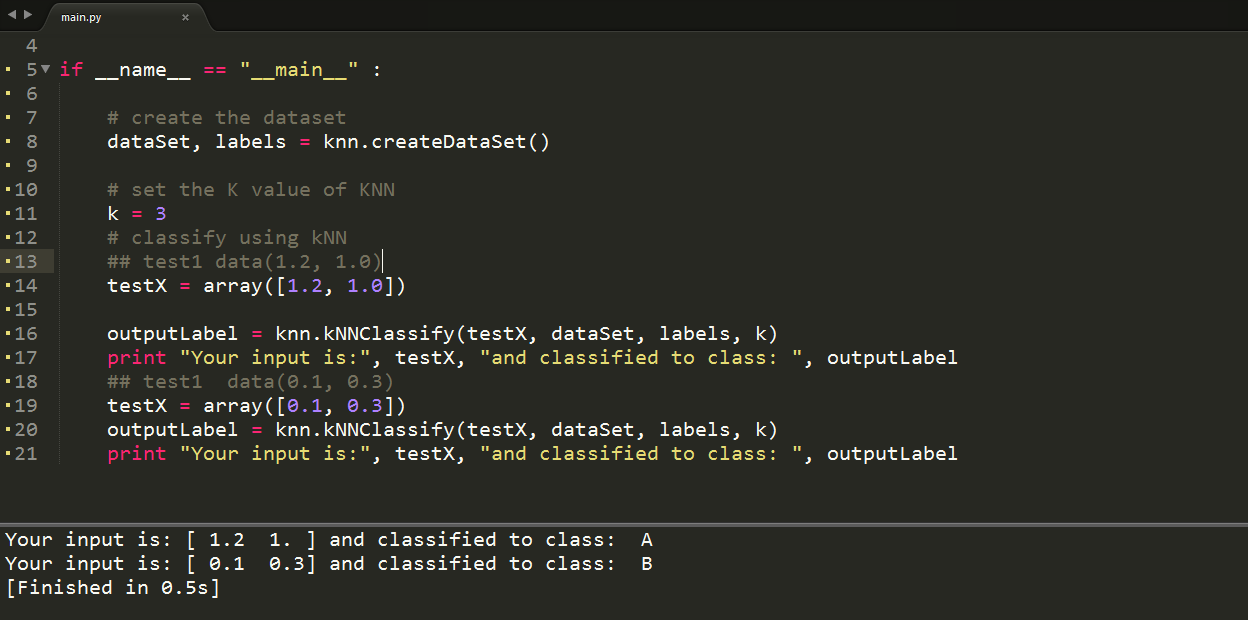 main.py ×
4
5 if __name__ == "__main__" :
6
7 # create the dataset
8 dataSet, labels = knn.createDataSet()
9
10 # set the K value of KNN
11 k = 3
12 # classify using kNN
13 ## test1 data(1.2, 1.0)
14 testX = array([1.2, 1.0])
15
16 outputLabel = knn.kNNClassify(testX, dataSet, labels, k)
17 print "Your input is:", testX, "and classified to class: ", outputLabel
18 ## test1  data(0.1, 0.3)
19 testX = array([0.1, 0.3])
20 outputLabel = knn.kNNClassify(testX, dataSet, labels, k)
21 print "Your input is:", testX, "and classified to class: ", outputLabel
Your input is: [ 1.2  1. ] and classified to class:  A
Your input is: [ 0.1  0.3] and classified to class:  B
[Finished in 0.5s]